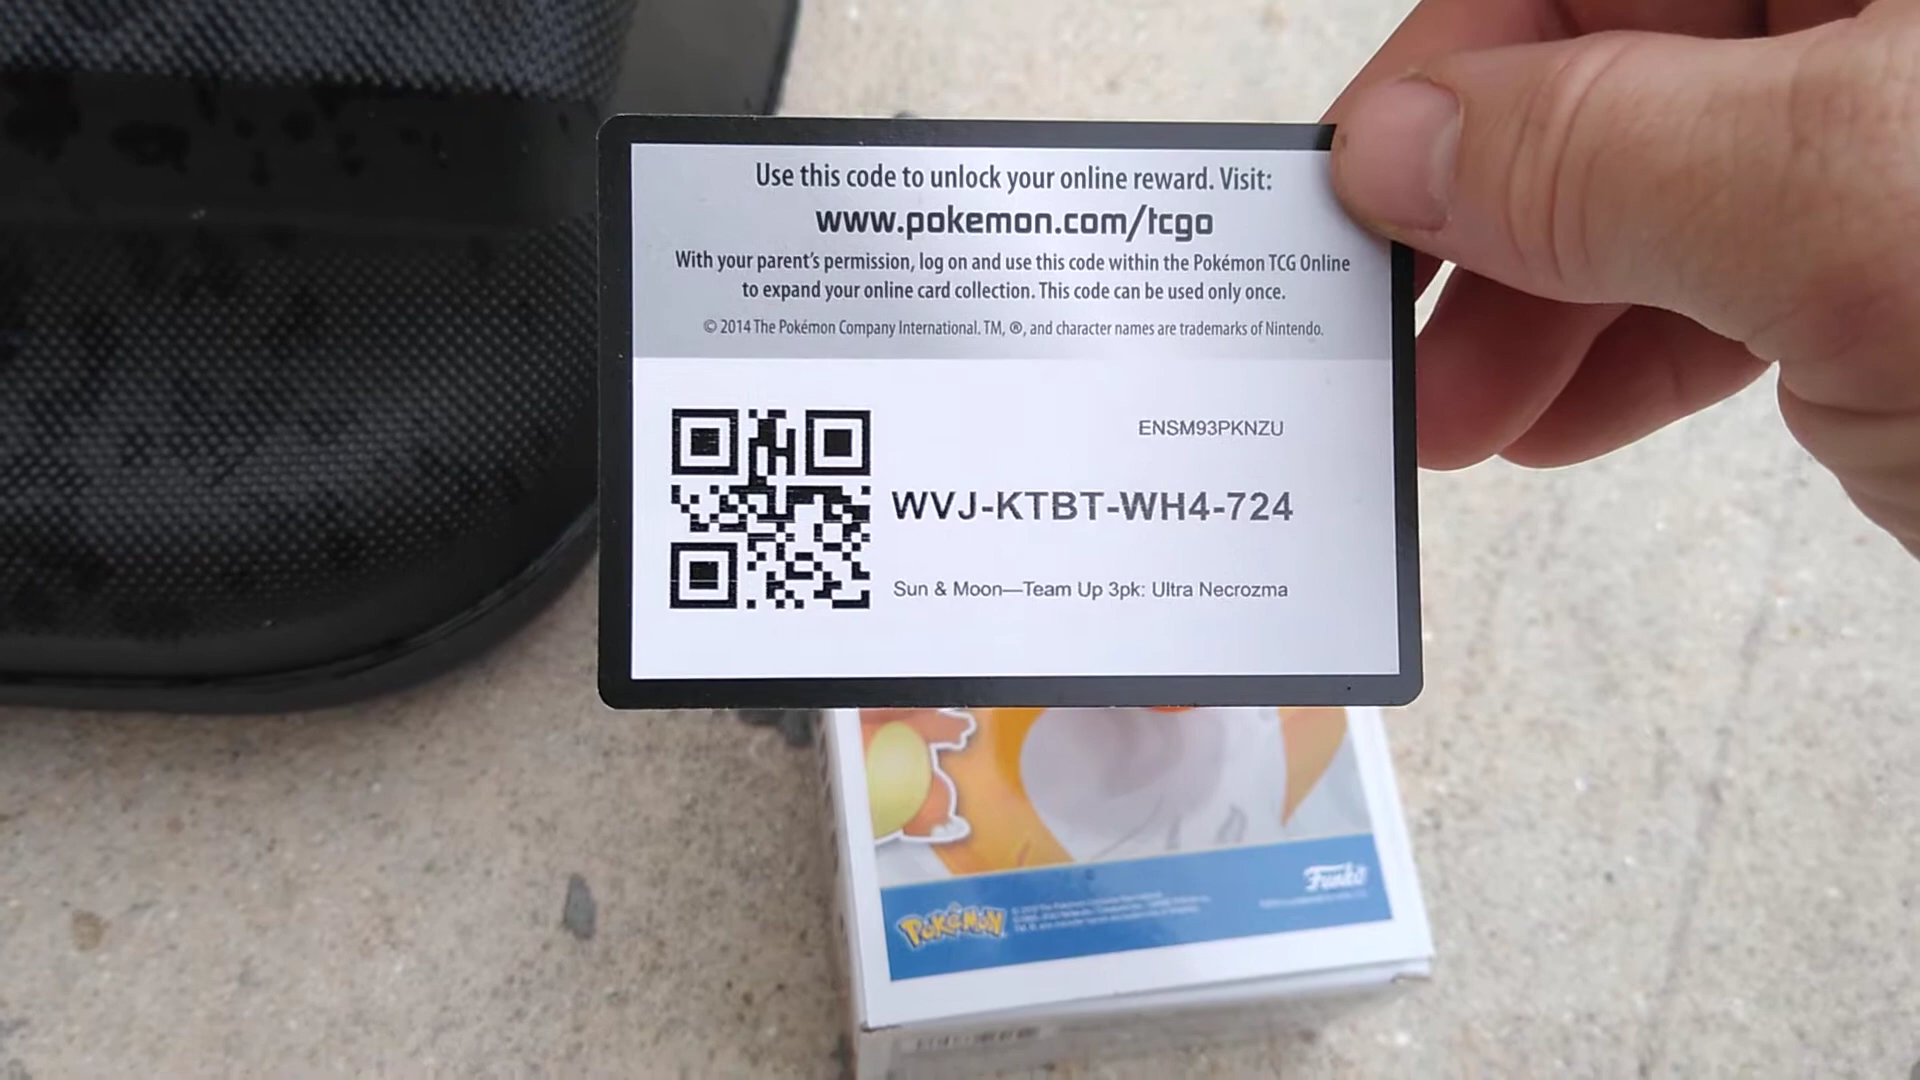 Use this code to unlock your online reward. Visit:
www.pokemon.com/tcgo
With your parent's permission, log on and use this code within the Pokémon TCG Online
to expand your online card collection. This code can be used only once.
© 2014 The Pokémon Company International. TM, ®, and character names are trademarks of Nintendo.
ENSM93PKNZU
WVJ-KTBT-WH4-724
Sun & Moon—Team Up 3pk: Ultra Necrozma
Funko
POKéMON